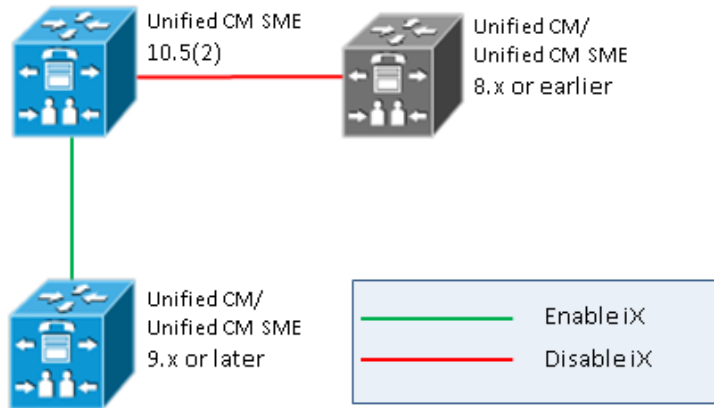 Unified CM SME
10.5(2)
Unified CM/
Unified CM SME
8.x or earlier
Unified CM/
Unified CM SME
9.x or later
Enable iX
Disable iX